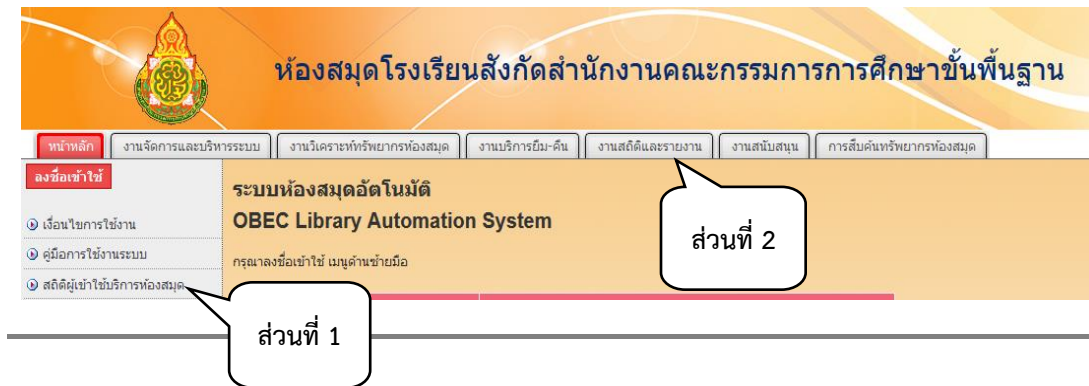 ห้องสมุดโรงเรียนสังกัดสำนักงานคณะกรรมการการศึกษาขั้นพื้นฐาน
หน้าหลัก งานจัดการและบริหารระบบ งานวิเคราะห์ทรัพยากรห้องสมุด งานบริการยืม-คืน งานสถิติและรายงาน งานสนับสนุน การสืบค้นทรัพยากรห้องสมุด
ลงชื่อเข้าใช้
เงื่อนไขการใช้งาน
คู่มือการใช้งานระบบ
สถิติผู้เข้าใช้บริการห้องสมุด
ระบบห้องสมุดอัตโนมัติ
OBEC Library Automation System
กรุณาลงชื่อเข้าใช้ เมนูด้านซ้ายมือ
ส่วนที่ 2
ส่วนที่ 1